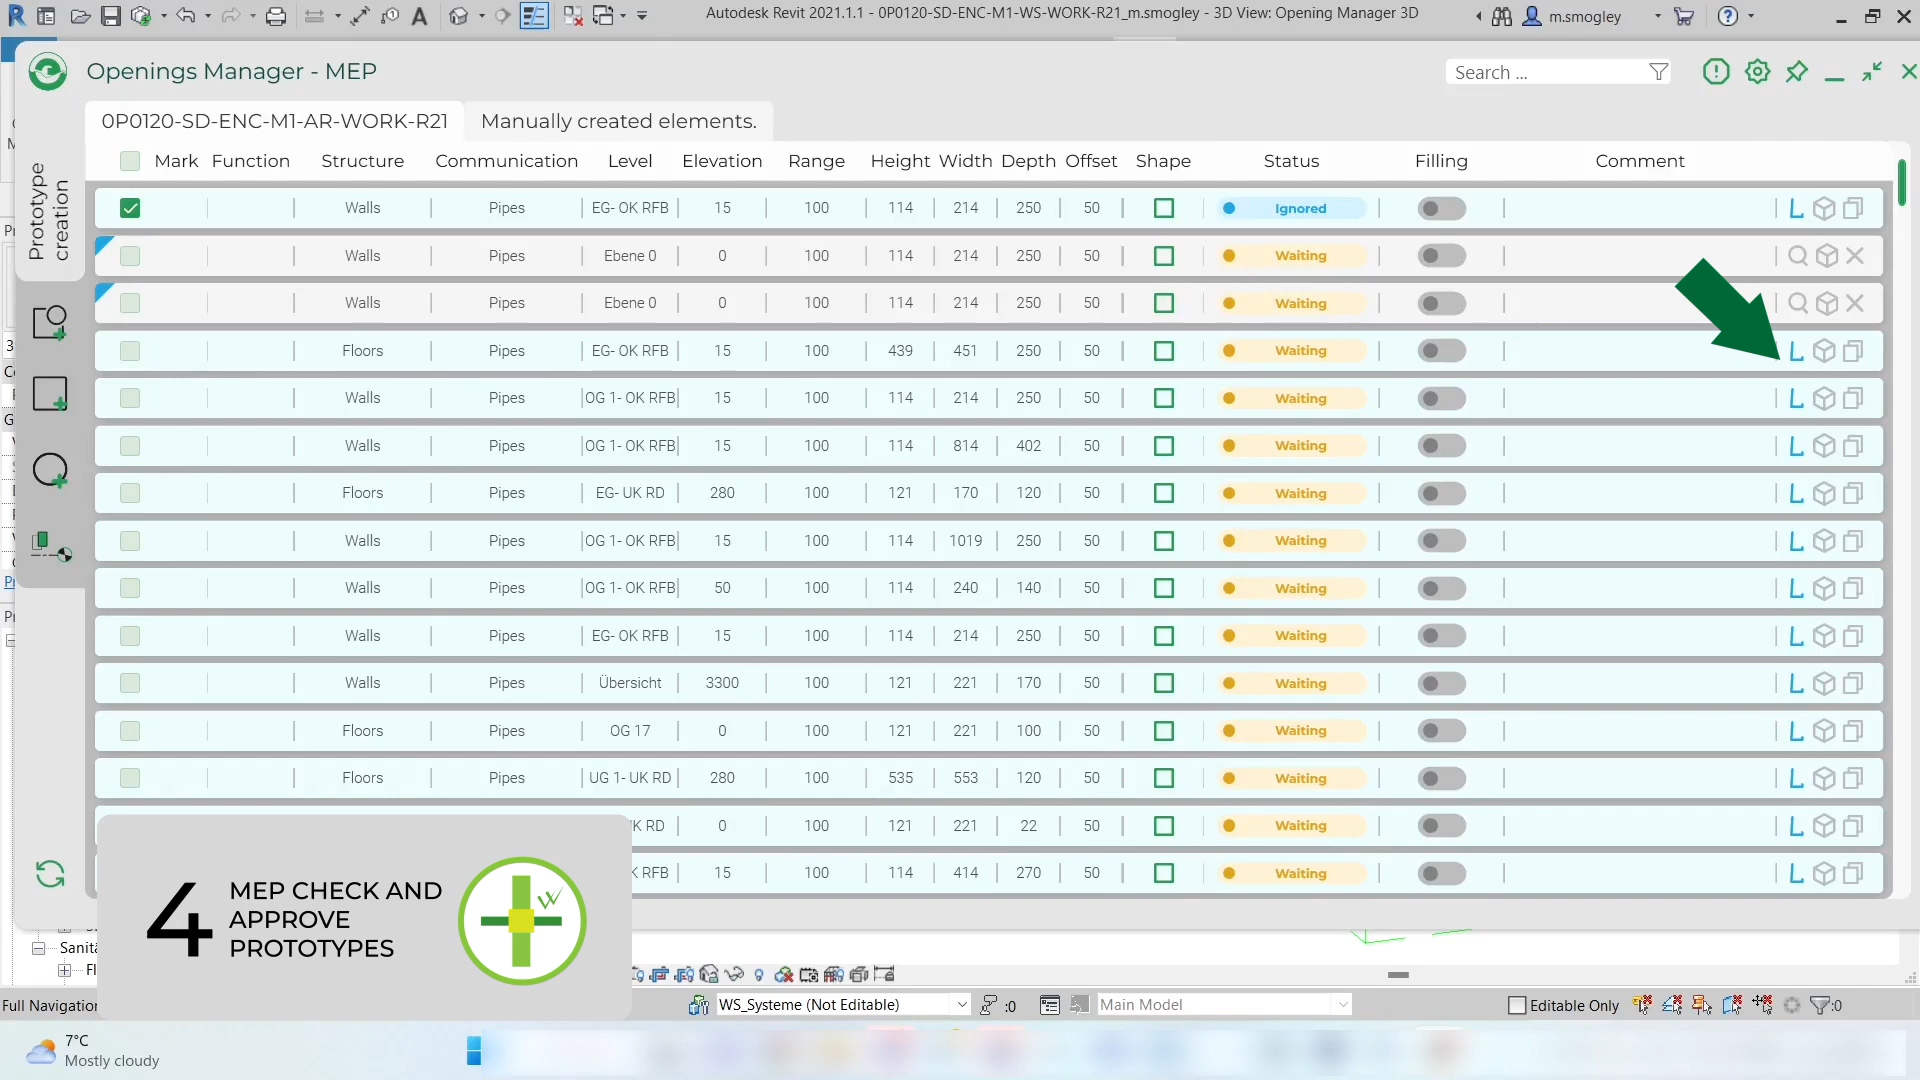 Autodesk Revit 2021.1.1 - 0P0120-SD-ENC-M1-WS-WORK-R21_m.smogley - 3D View: Opening Manager 3D
m.smogley
Openings Manager - MEP
Search ...
0P0120-SD-ENC-M1-AR-WORK-R21 Manually created elements.
Prototype creation
Mark Function Structure Communication Level Elevation Range Height Width Depth Offset Shape Status Filling Comment
Walls Pipes EG- OK RFB 15 100 114 214 250 50 Ignored
Walls Pipes Ebene 0 0 100 114 214 250 50 Waiting
Walls Pipes Ebene 0 0 100 114 214 250 50 Waiting
Floors Pipes EG- OK RFB 15 100 439 451 250 50 Waiting
Walls Pipes OG 1- OK RFB 15 100 114 214 250 50 Waiting
Walls Pipes OG 1- OK RFB 15 100 114 814 402 50 Waiting
Floors Pipes EG- UK RD 280 100 121 170 120 50 Waiting
Walls Pipes OG 1- OK RFB 15 100 114 1019 250 50 Waiting
Walls Pipes OG 1- OK RFB 50 100 114 240 140 50 Waiting
Walls Pipes EG- OK RFB 15 100 114 214 250 50 Waiting
Walls Pipes Übersicht 3300 100 121 221 170 50 Waiting
Floors Pipes OG 17 0 100 121 221 100 50 Waiting
Floors Pipes UG 1- UK RD 280 100 535 553 120 50 Waiting
K RD 0 100 121 221 22 50 Waiting
K RFB 15 100 114 414 270 50 Waiting
4
MEP CHECK AND
APPROVE
PROTOTYPES
Sanita
Fl
Full Navigation
WS_Systeme (Not Editable)
:0
Main Model
Editable Only
:0
7°C
Mostly cloudy